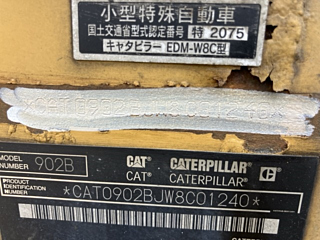 小型特殊自動車
国土交通省型式認定番号 特 2075
キャタピラー EDM-W8C型
MODEL NUMBER 902B CAT CATERPILLAR C
PRODUCT IDENTIFICATION NUMBER CAT CATERPILLAR
*CAT0902BJW8C01240*